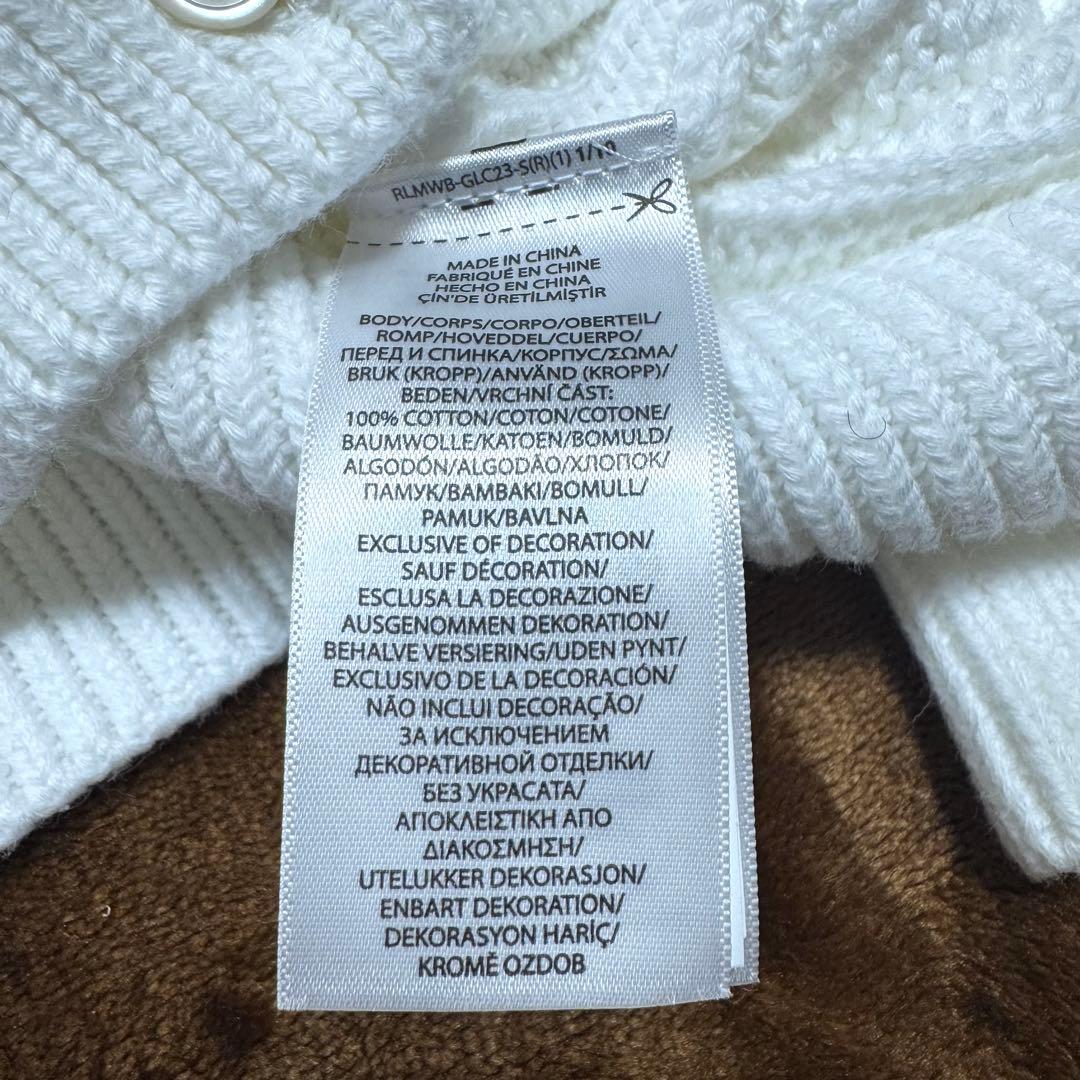 RLMWB-GLC23-S(R)(1) 1/10
MADE IN CHINA
FABRIQUÉ EN CHINE
HECHO EN CHINA
ÇİN'DE ÜRETİLMİŞTİR
BODY/CORPS/CORPO/OBERTEIL/
ROMP/HOVEDDEL/CUERPO/
ПЕРЕД И СПИНКА/КОРПУС/ΣΩΜΑ/
BRUK (KROPP)/ANVÄND (KROPP)/
BEDEN/VRCHNÍ ČÁST:
100% COTTON/COTON/COTONE/
BAUMWOLLE/KATOEN/BOMULD/
ALGODÓN/ALGODÃO/ХЛОПОК/
ПАМУК/ΒΑΜΒΑΚΙ/BOMULL/
PAMUK/BAVLNA
EXCLUSIVE OF DECORATION/
SAUF DÉCORATION/
ESCLUSA LA DECORAZIONE/
AUSGENOMMEN DEKORATION/
BEHALVE VERSIERING/UDEN PYNT/
EXCLUSIVO DE LA DECORACIÓN/
NÃO INCLUI DECORAÇÃO/
ЗА ИСКЛЮЧЕНИЕМ
ДЕКОРАТИВНОЙ ОТДЕЛКИ/
БЕЗ УКРАСАТА/
ΑΠΟΚΛΕΙΣΤΙΚΗ ΑΠΟ
ΔΙΑΚΟΣΜΗΣΗ/
UTELUKKER DEKORASJON/
ENBART DEKORATION/
DEKORASYON HARİÇ/
KROMĚ OZDOB